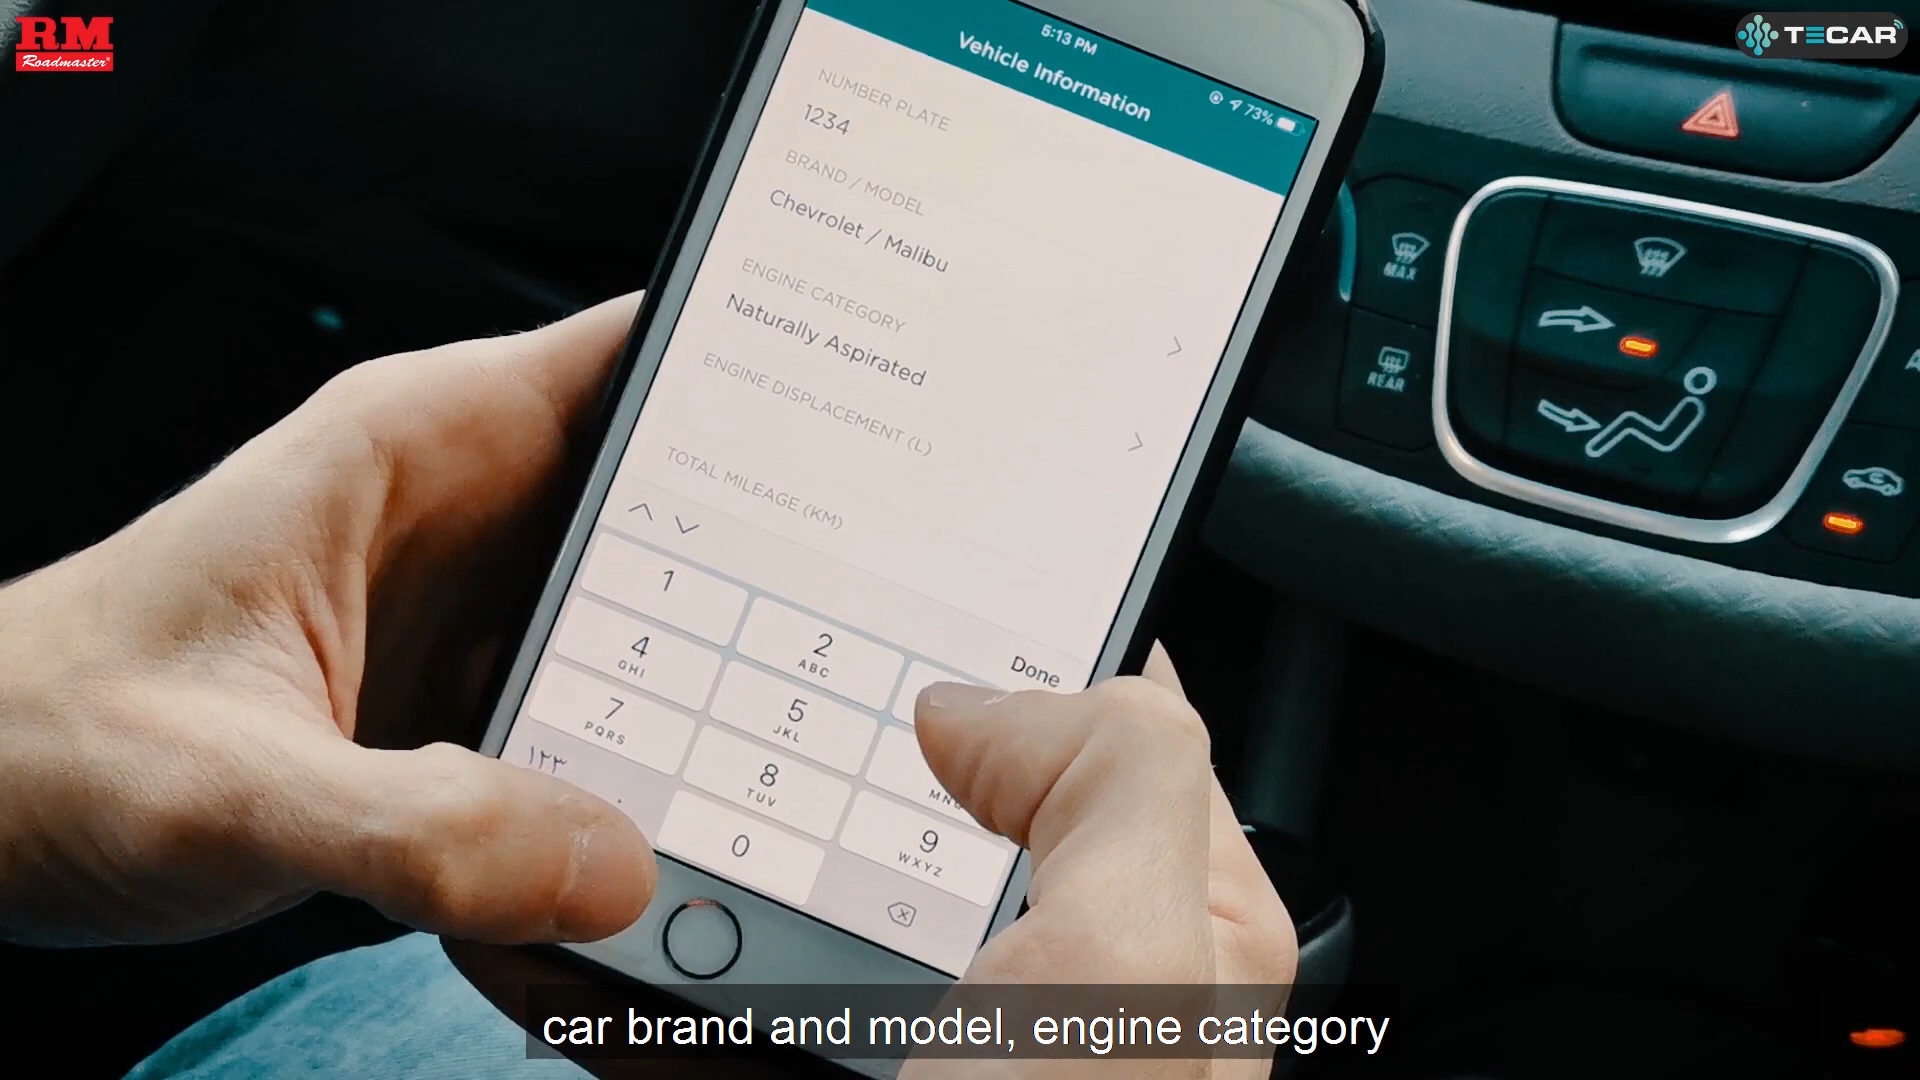 RM
Roadmaster
TECAR
5:13 PM
73%
Vehicle Information
NUMBER PLATE
1234
BRAND / MODEL
Chevrolet / Malibu
ENGINE CATEGORY
Naturally Aspirated
ENGINE DISPLACEMENT (L)
TOTAL MILEAGE (KM)
Done
1
2
ABC
4
GHI
5
JKL
MNO
7
PQRS
8
TUV
9
WXYZ
١٢٣
0
MAX
REAR
car brand and model, engine category